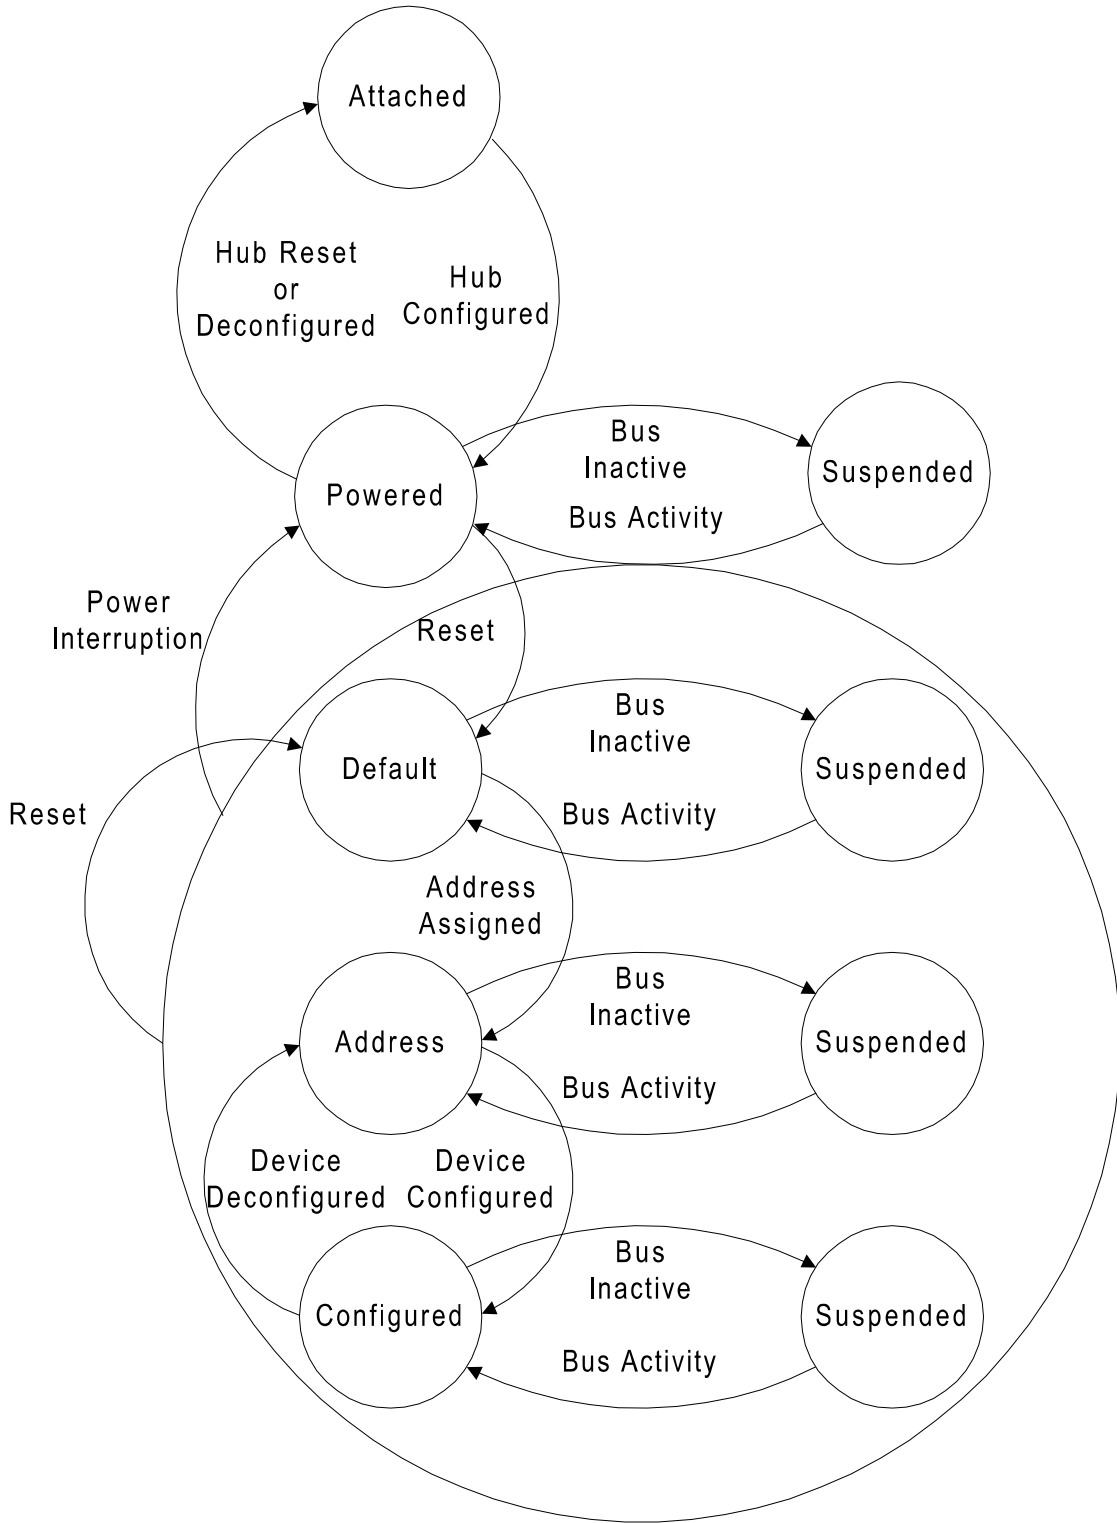 Attached
Hub Reset
or
Deconfigured
Hub
Configured
Powered
Bus
Inactive
Bus Activity
Suspended
Power
Interruption
Reset
Default
Bus
Inactive
Bus Activity
Suspended
Reset
Address
Assigned
Address
Bus
Inactive
Bus Activity
Suspended
Device
Deconfigured
Device
Configured
Configured
Bus
Inactive
Bus Activity
Suspended